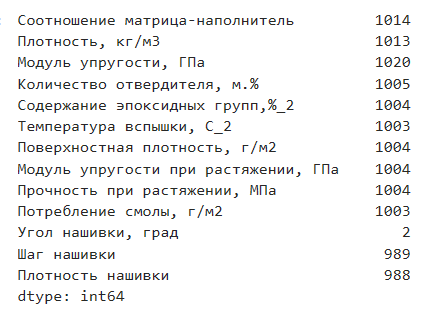 Соотношение матрица-наполнитель 1014
Плотность, кг/м3 1013
Модуль упругости, ГПа 1020
Количество отвердителя, м.% 1005
Содержание эпоксидных групп,%_2 1004
Температура вспышки, С_2 1003
Поверхностная плотность, г/м2 1004
Модуль упругости при растяжении, ГПа 1004
Прочность при растяжении, МПа 1004
Потребление смолы, г/м2 1003
Угол нашивки, град 2
Шаг нашивки 989
Плотность нашивки 988
dtype: int64